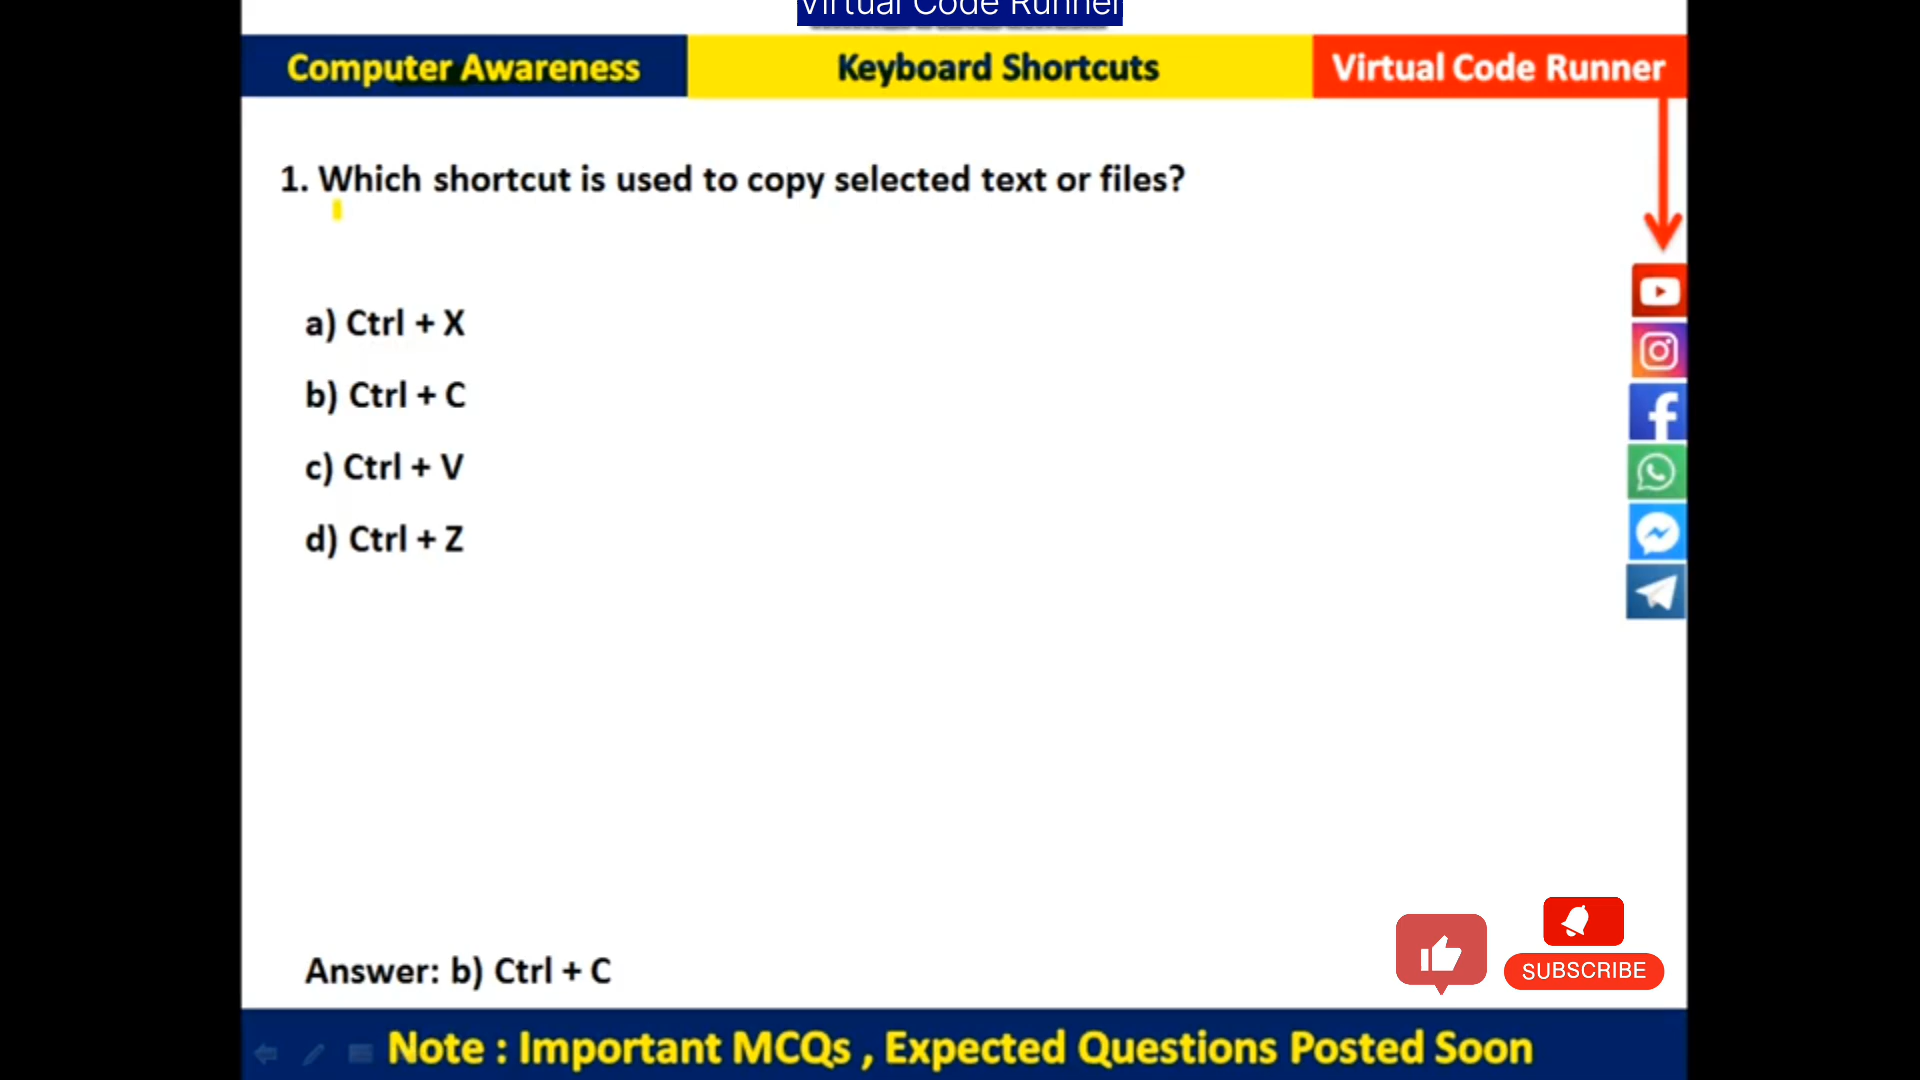 Virtual Code Runner
Computer Awareness
Keyboard Shortcuts
Virtual Code Runner
1. Which shortcut is used to copy selected text or files?
a) Ctrl + X
b) Ctrl + C
c) Ctrl + V
d) Ctrl + Z
Answer: b) Ctrl + C
SUBSCRIBE
Note : Important MCQs , Expected Questions Posted Soon